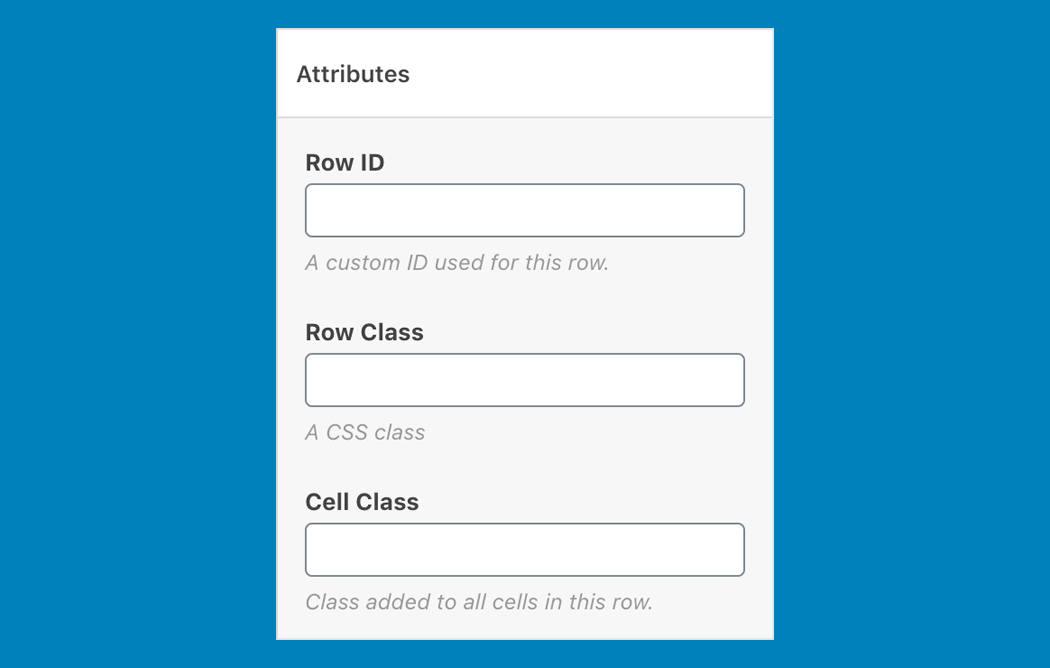 Attributes
Row ID
A custom ID used for this row.
Row Class
A CSS class
Cell Class
Class added to all cells in this row.